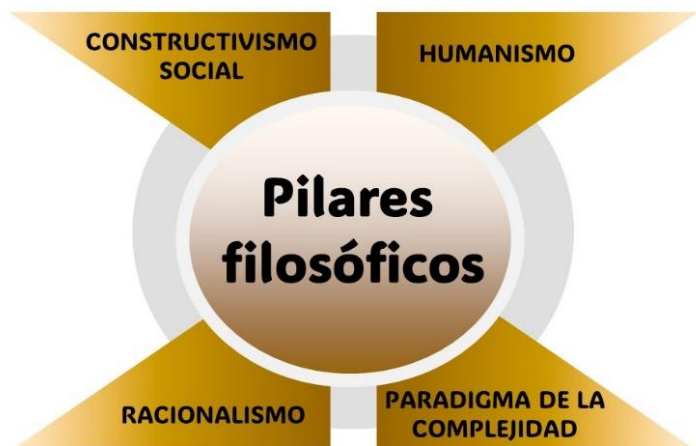 CONSTRUCTIVISMO
SOCIAL
HUMANISMO
Pilares
filosóficos
RACIONALISMO
PARADIGMA DE LA
COMPLEJIDAD